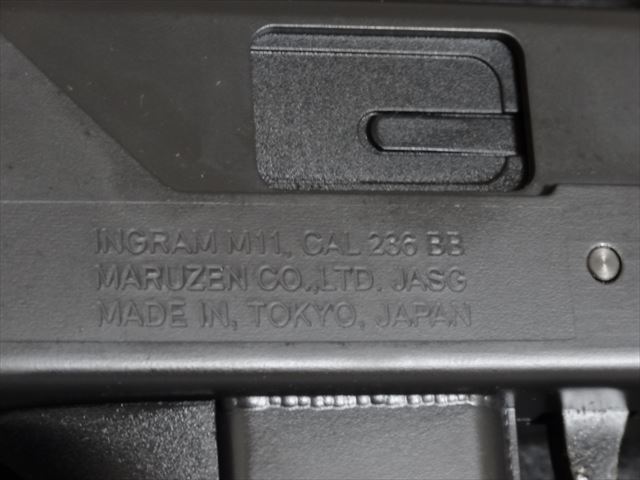 INGRAM M11, CAL 236 BB
MARUZEN CO.,LTD. JASG
MADE IN, TOKYO, JAPAN